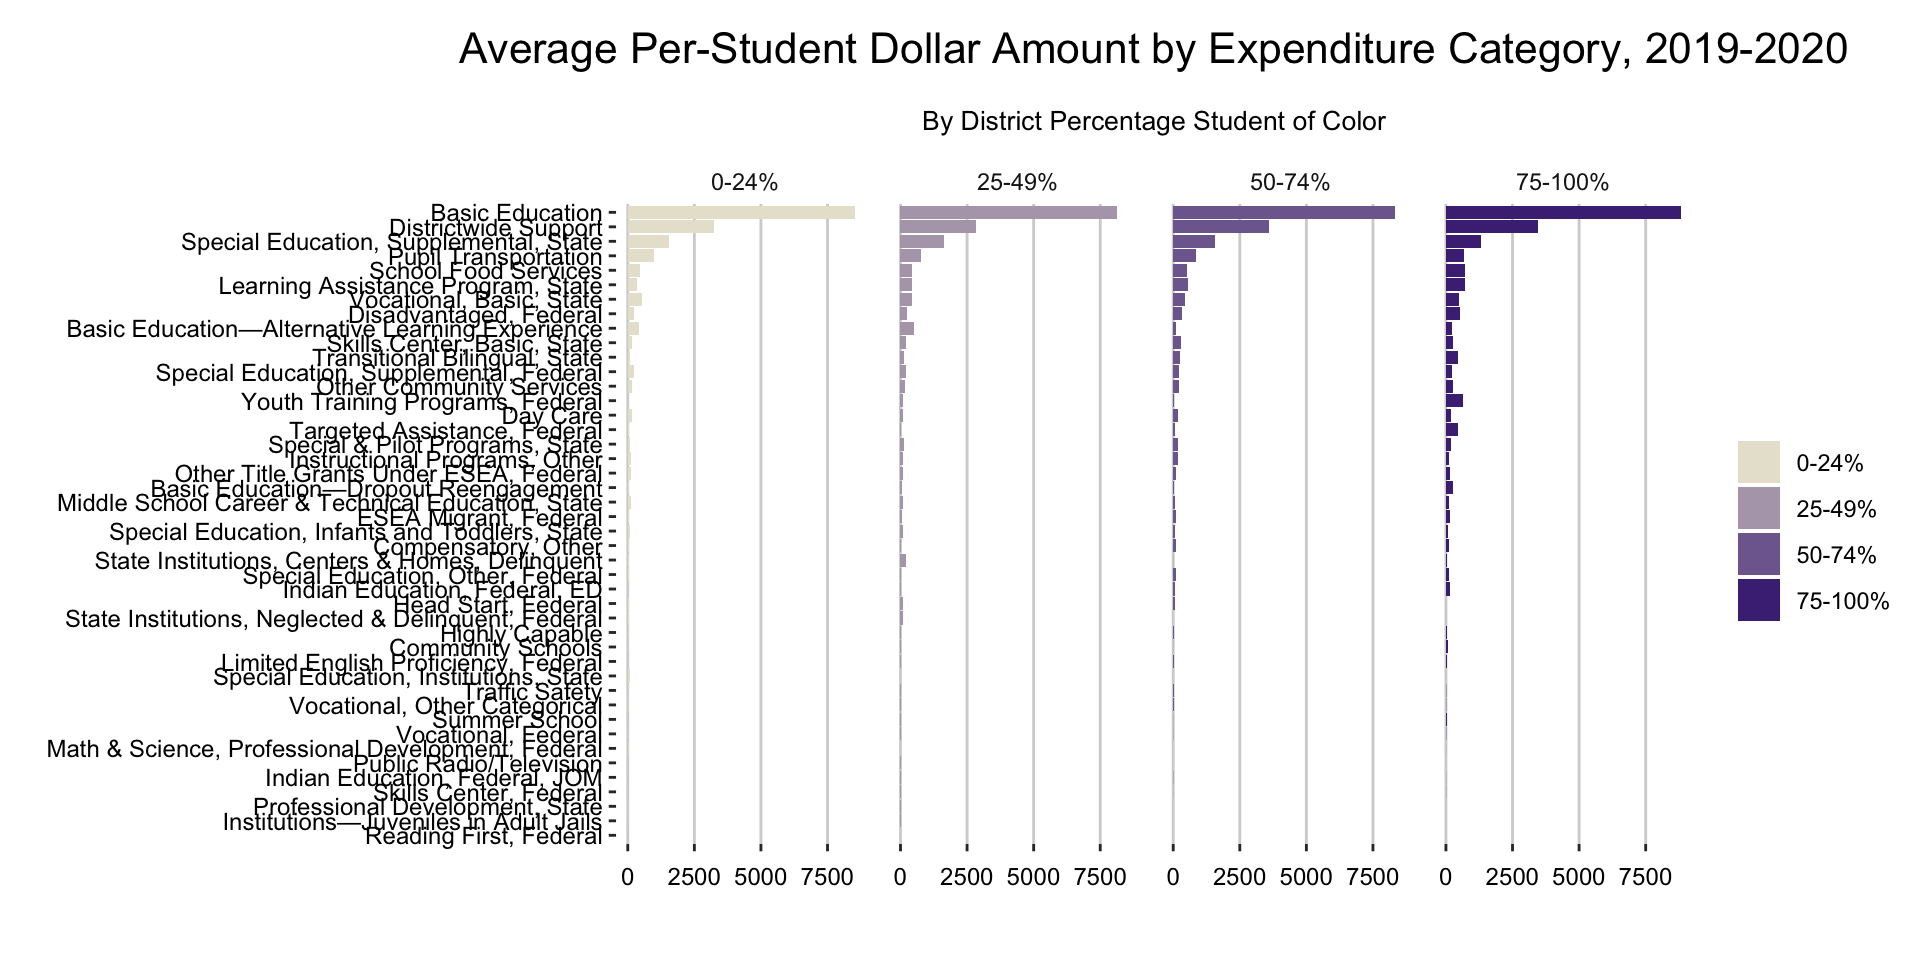 Average Per-Student Dollar Amount by Expenditure Category, 2019-2020
By District Percentage Student of Color
0-24% 25-49% 50-74% 75-100%
Basic Education
Districtwide Support
Special Education, Supplemental, State
Pupil Transportation
School Food Services
Learning Assistance Program, State
Vocational, Basic, State
Disadvantaged, Federal
Basic Education—Alternative Learning Experience
Skills Center, Basic, State
Transitional Bilingual, State
Special Education, Supplemental, Federal
Other Community Services
Youth Training Programs, Federal
Day Care
Targeted Assistance, Federal
Special & Pilot Programs, State
Instructional Programs, Other
Other Title Grants Under ESEA, Federal
Basic Education—Dropout Reengagement
Middle School Career & Technical Education, State
ESEA Migrant, Federal
Special Education, Infants and Toddlers, State
Compensatory, Other
State Institutions, Centers & Homes, Delinquent
Special Education, Other, Federal
Indian Education, Federal, ED
Head Start, Federal
State Institutions, Neglected & Delinquent, Federal
Highly Capable
Community Schools
Limited English Proficiency, Federal
Special Education, Institutions, State
Traffic Safety
Vocational, Other Categorical
Summer School
Vocational, Federal
Math & Science, Professional Development, Federal
Public Radio/Television
Indian Education, Federal, JOM
Skills Center, Federal
Professional Development, State
Institutions—Juveniles in Adult Jails
Reading First, Federal
0 2500 5000 7500 0 2500 5000 7500 0 2500 5000 7500 0 2500 5000 7500
0-24%
25-49%
50-74%
75-100%